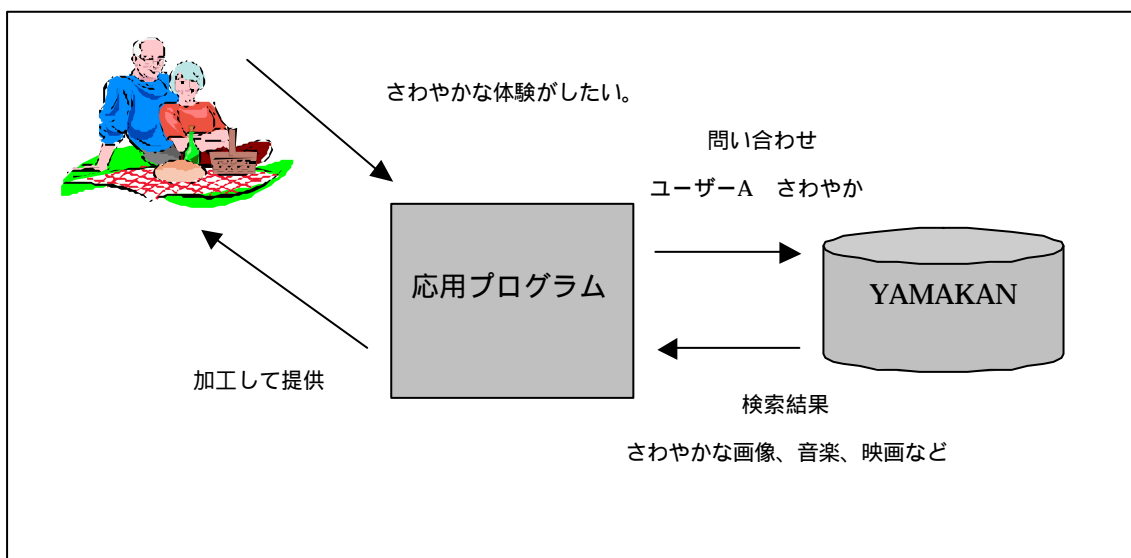 さわやかな体験がしたい。
問い合わせ
ユーザーA　さわやか
応用プログラム
YAMAKAN
加工して提供
検索結果
さわやかな画像、音楽、映画など